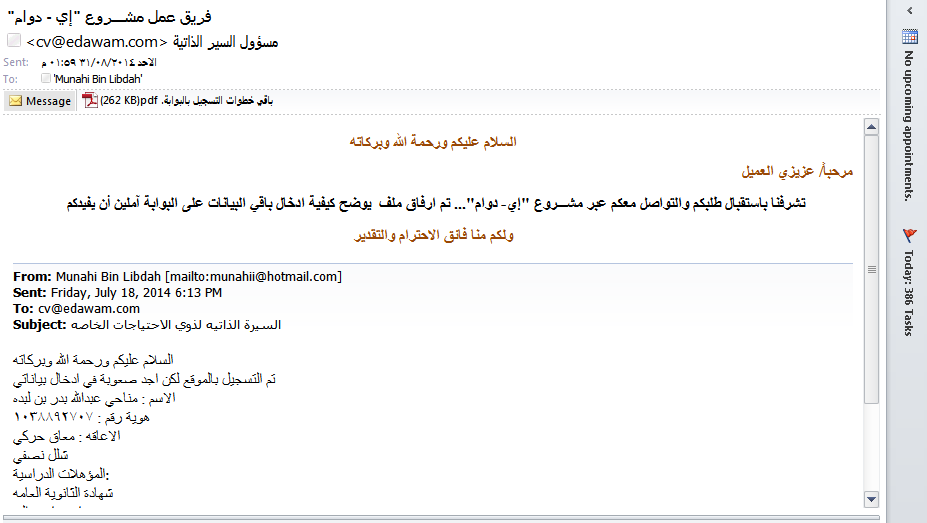 فريق عمل مشـــروع "إي - دوام"
مسؤول السير الذاتية <cv@edawam.com>
Sent: الاحد ٣١/٠٨/٢٠١٤ ٠١:٥٩ م
To: 'Munahi Bin Libdah'
Message
باقي خطوات التسجيل بالبوابة. pdf(262 KB)
السلام عليكم ورحمة الله وبركاته
مرحباً/ عزيزي العميل
تشرفنا باستقبال طلبكم والتواصل معكم عبر مشـــروع "إي- دوام"... تم ارفاق ملف يوضح كيفية ادخال باقي البيانات على البوابة آملين أن يفيدكم
ولكم منا فائق الاحترام والتقدير
From: Munahi Bin Libdah [mailto:munahii@hotmail.com]
Sent: Friday, July 18, 2014 6:13 PM
To: cv@edawam.com
Subject: السيرة الذاتيه لذوي الاحتياجات الخاصه
السلام عليكم ورحمة الله وبركاته
تم التسجيل بالموقع لكن اجد صعوبة في ادخال بياناتي
الاسم : مناحي عبدالله بدر بن لبده
هوية رقم : ١٠٣٨٨٩٢٧٠٧
الاعاقه : معاق حركي
شلل نصفي
المؤهلات الدراسية:
شهادة الثانوية العامه
No upcoming appointments.
Today: 386 Tasks